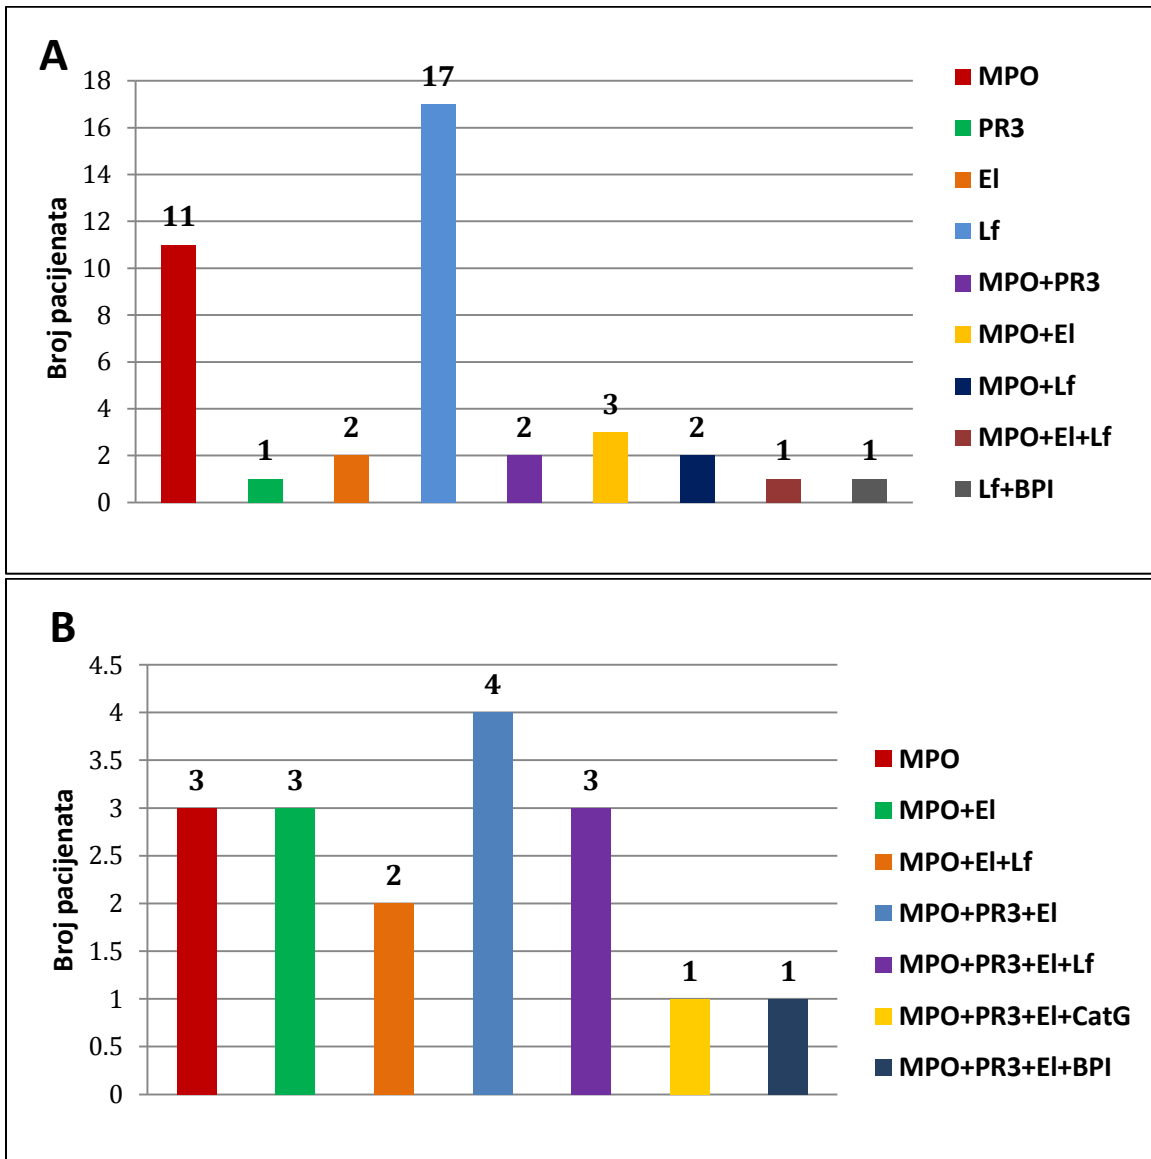 A
Broj pacijenata
18
16
14
12
10
8
6
4
2
0
11
1
2
17
2
3
2
1
1
MPO
PR3
El
Lf
MPO+PR3
MPO+El
MPO+Lf
MPO+El+Lf
Lf+BPI
B
Broj pacijenata
4.5
4
3.5
3
2.5
2
1.5
1
0.5
0
3
3
2
4
3
1
1
MPO
MPO+El
MPO+El+Lf
MPO+PR3+El
MPO+PR3+El+Lf
MPO+PR3+El+CatG
MPO+PR3+El+BPI